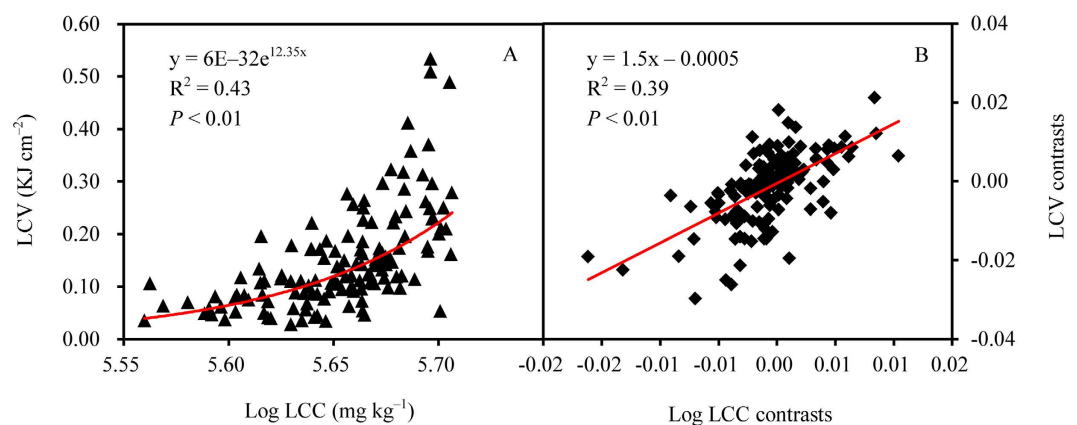 0.60
0.50
0.40
0.30
0.20
0.10
0.00
LCV (KJ cm⁻²)
y = 6E–32e^12.35x
R² = 0.43
P < 0.01
A
5.55 5.60 5.65 5.70
Log LCC (mg kg⁻¹)
y = 1.5x – 0.0005
R² = 0.39
P < 0.01
B
0.04
0.02
0.00
-0.02
-0.04
LCV contrasts
-0.02 -0.02 -0.01 -0.01 0.00 0.01 0.01 0.02
Log LCC contrasts